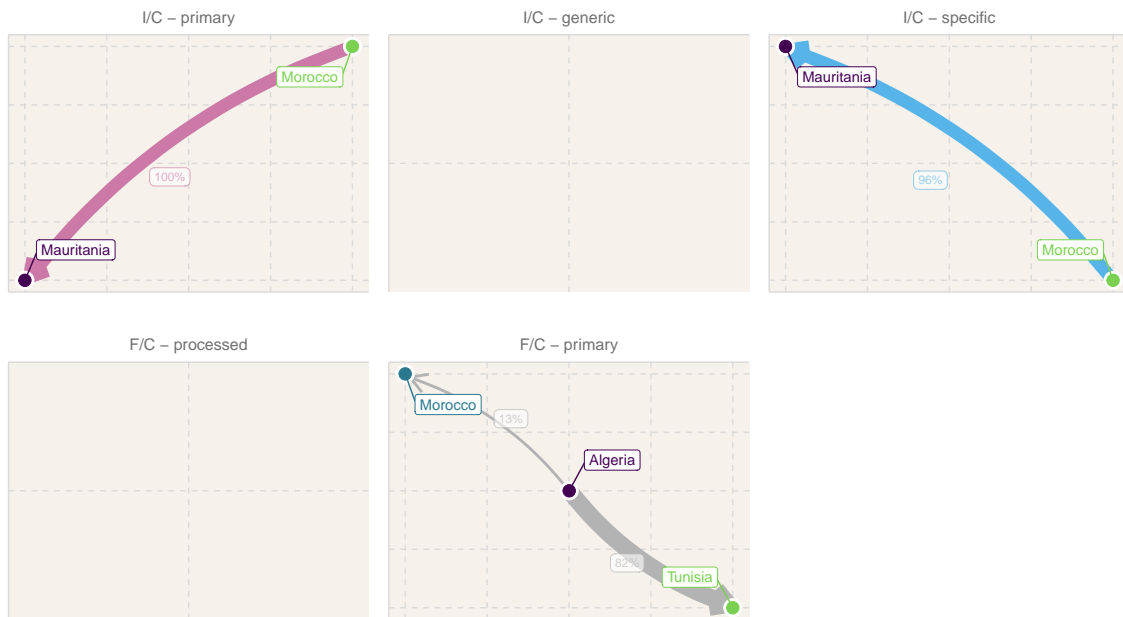 I/C – primary
I/C – generic
I/C – specific
Morocco
100%
Mauritania
Mauritania
96%
Morocco
F/C – processed
F/C – primary
Morocco
13%
Algeria
82%
Tunisia